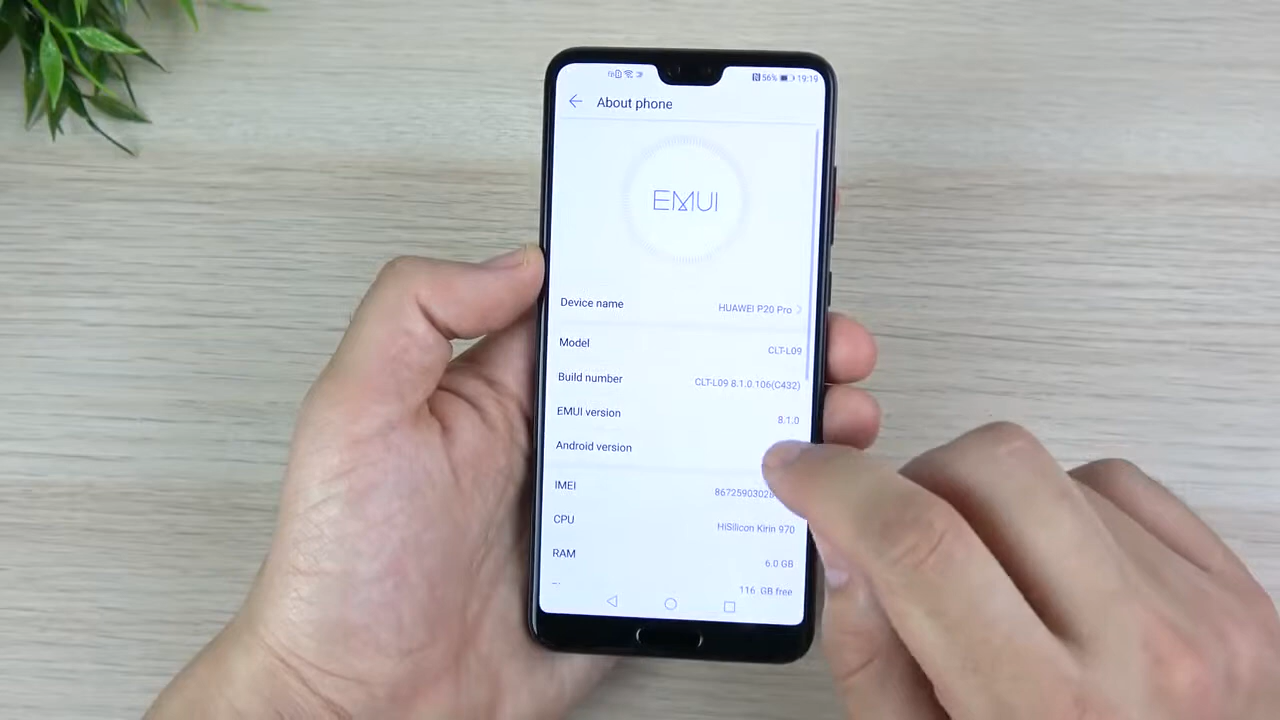 56% 19:19
About phone
EMUI
Device name HUAWEI P20 Pro
Model CLT-L09
Build number CLT-L09 8.1.0.106(C432)
EMUI version 8.1.0
Android version
IMEI 8672590302
CPU HiSilicon Kirin 970
RAM 6.0 GB
116 GB free